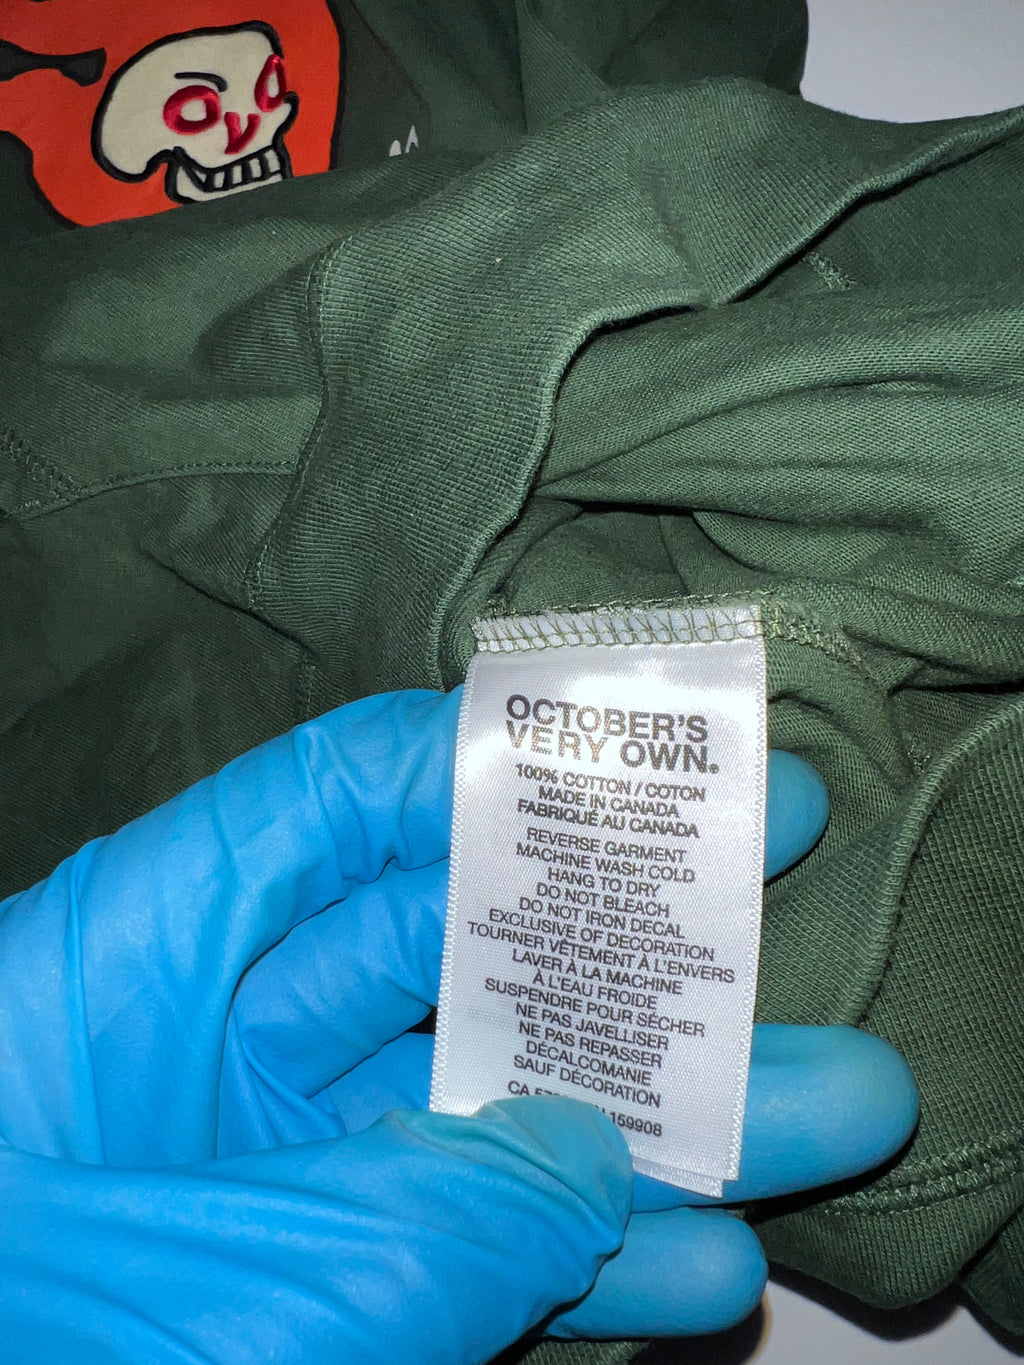 OCTOBER'S
VERY OWN.
100% COTTON / COTON
MADE IN CANADA
FABRIQUÉ AU CANADA
REVERSE GARMENT
MACHINE WASH COLD
HANG TO DRY
DO NOT BLEACH
DO NOT IRON DECAL
EXCLUSIVE OF DECORATION
TOURNER VÊTEMENT À L'ENVERS
LAVER À LA MACHINE
À L'EAU FROIDE
SUSPENDRE POUR SÉCHER
NE PAS JAVELLISER
NE PAS REPASSER
DÉCALCOMANIE
SAUF DÉCORATION
CA 159908